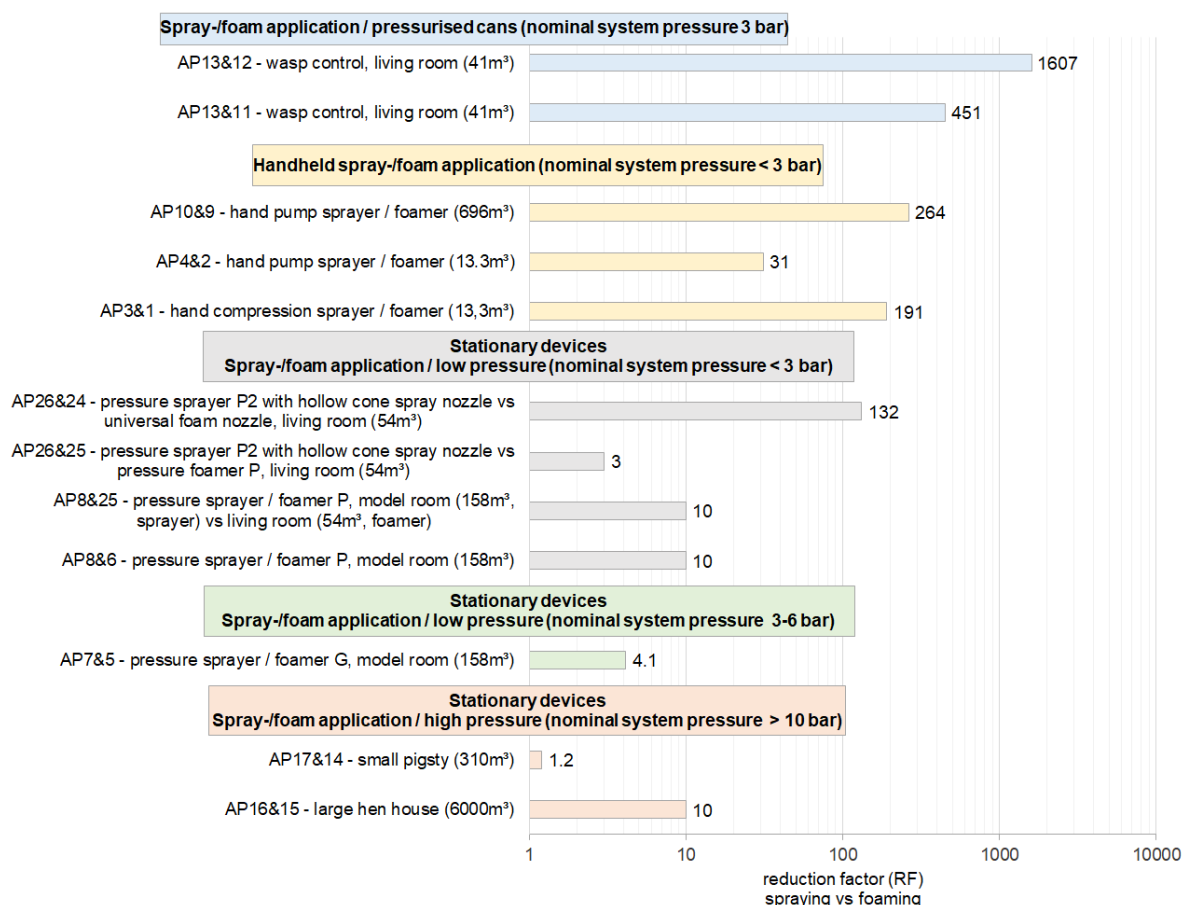 Spray-/foam application / pressurised cans (nominal system pressure 3 bar)
AP13&12 - wasp control, living room (41m³)
1607
AP13&11 - wasp control, living room (41m³)
451
Handheld spray-/foam application (nominal system pressure < 3 bar)
AP10&9 - hand pump sprayer / foamer (696m³)
264
AP4&2 - hand pump sprayer / foamer (13.3m³)
31
AP3&1 - hand compression sprayer / foamer (13,3m³)
191
Stationary devices
Spray-/foam application / low pressure (nominal system pressure < 3 bar)
AP26&24 - pressure sprayer P2 with hollow cone spray nozzle vs
universal foam nozzle, living room (54m³)
132
AP26&25 - pressure sprayer P2 with hollow cone spray nozzle vs
pressure foamer P, living room (54m³)
3
AP8&25 - pressure sprayer / foamer P, model room (158m³,
sprayer) vs living room (54m³, foamer)
10
AP8&6 - pressure sprayer / foamer P, model room (158m³)
10
Stationary devices
Spray-/foam application / low pressure (nominal system pressure 3-6 bar)
AP7&5 - pressure sprayer / foamer G, model room (158m³)
4.1
Stationary devices
Spray-/foam application / high pressure (nominal system pressure > 10 bar)
AP17&14 - small pigsty (310m³)
1.2
AP16&15 - large hen house (6000m³)
10
1 10 100 1000 10000
reduction factor (RF)
spraying vs foaming